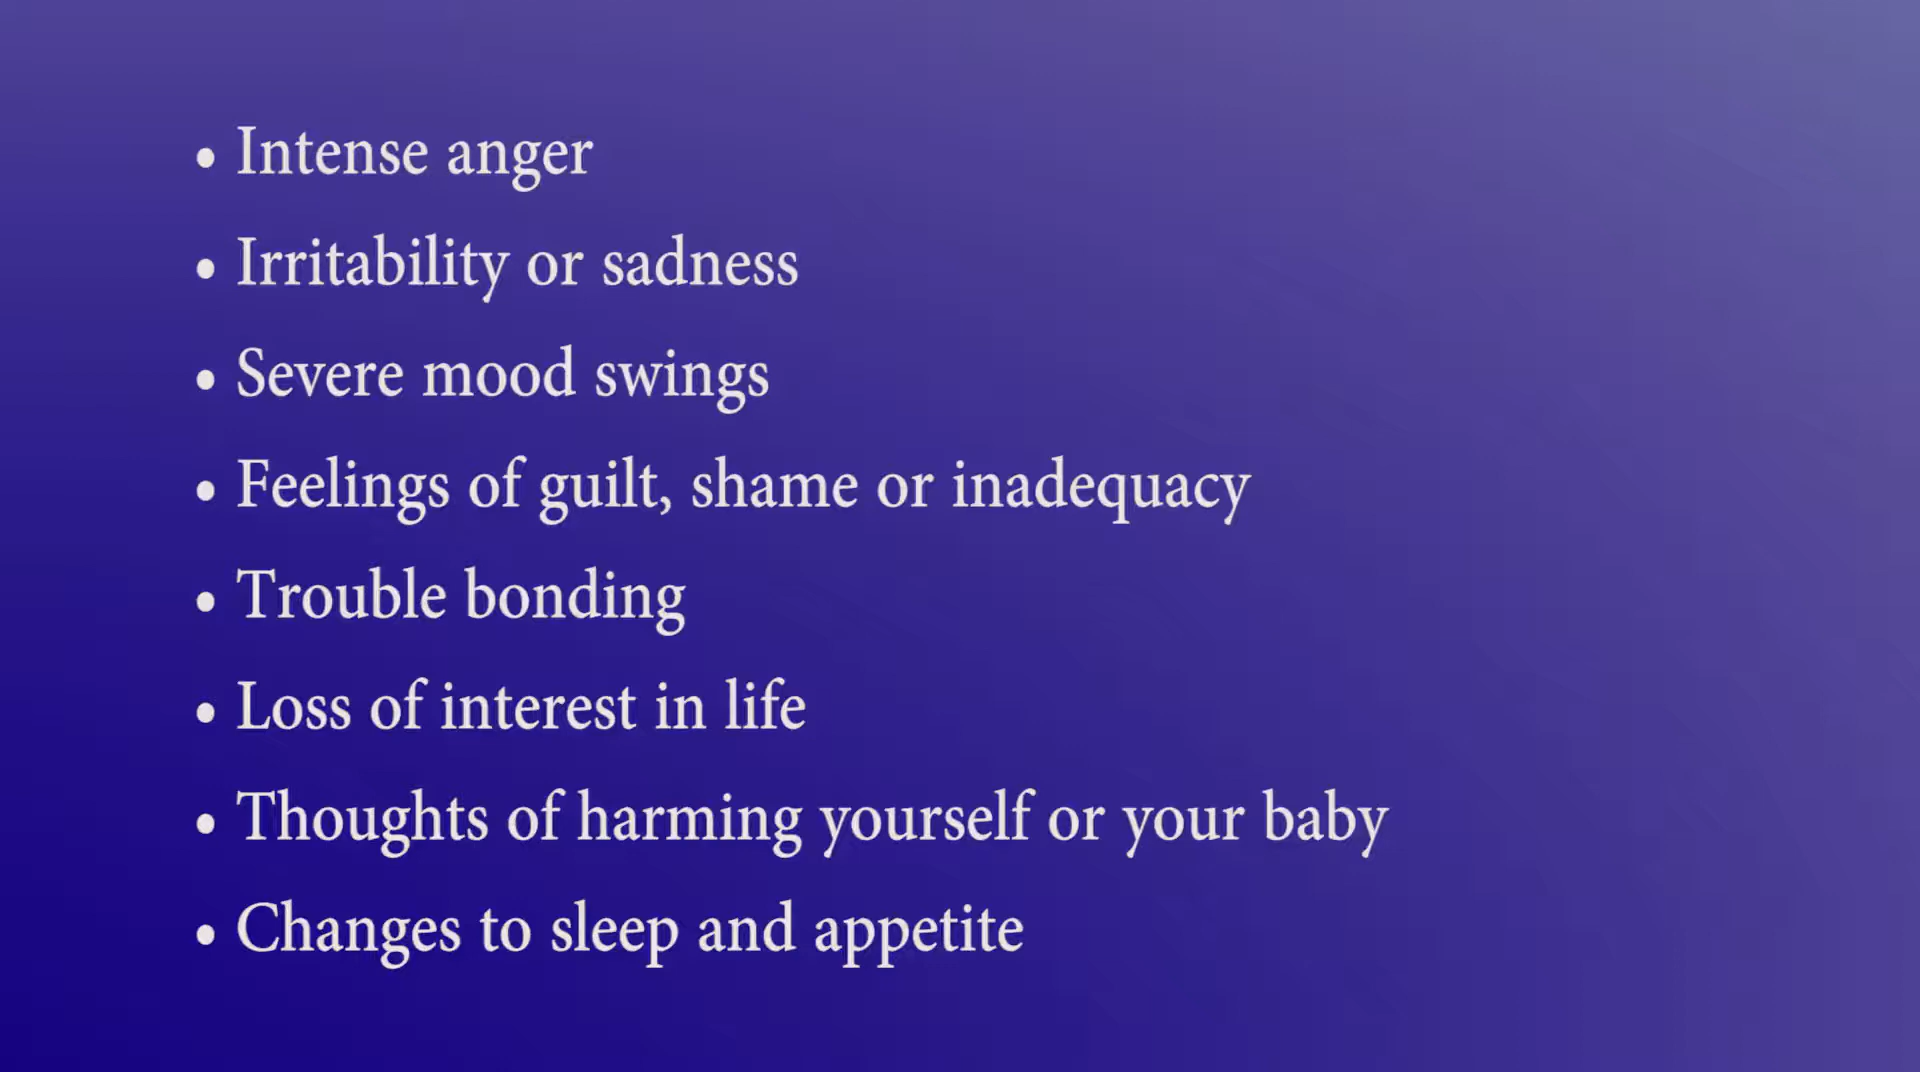 • Intense anger
• Irritability or sadness
• Severe mood swings
• Feelings of guilt, shame or inadequacy
• Trouble bonding
• Loss of interest in life
• Thoughts of harming yourself or your baby
• Changes to sleep and appetite